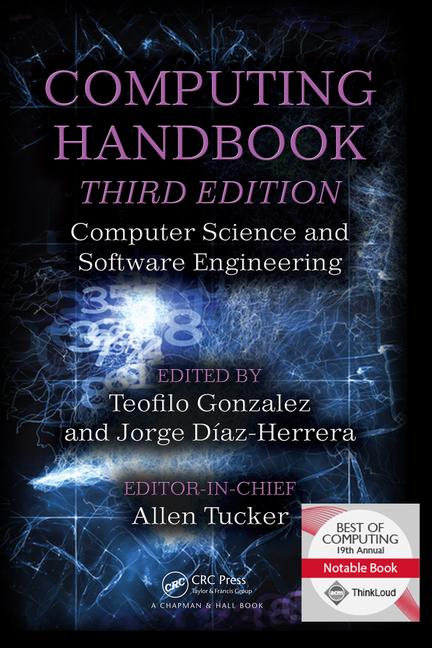 COMPUTING
HANDBOOK
THIRD EDITION
Computer Science and
Software Engineering
EDITED BY
Teofilo Gonzalez
and Jorge Díaz-Herrera
EDITOR-IN-CHIEF
Allen Tucker
CRC
CRC Press
Taylor & Francis Group
A CHAPMAN & HALL BOOK
BEST OF
COMPUTING
19th Annual
Notable Book
acm
ThinkLoud